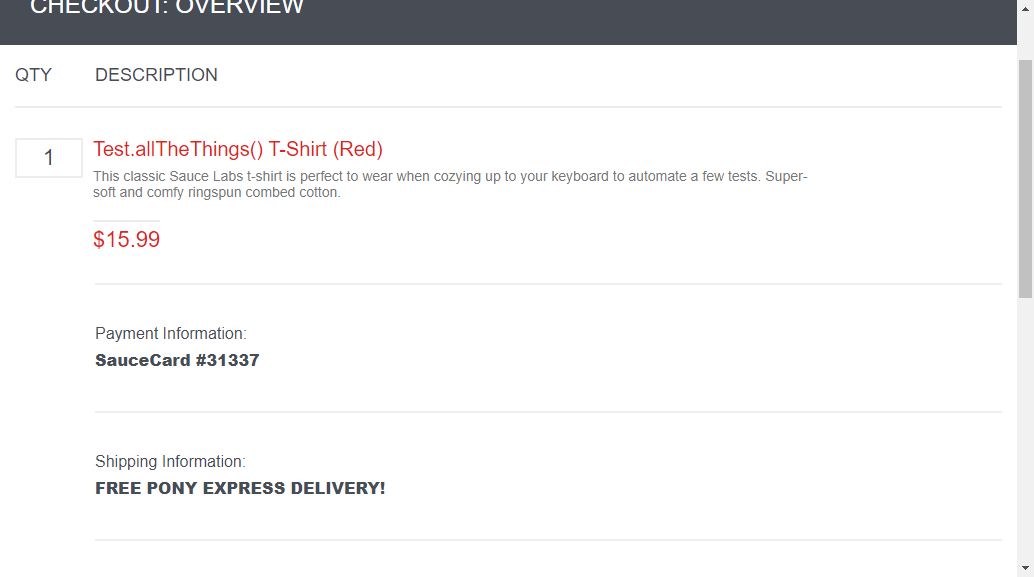 CHECKOUT: OVERVIEW
QTY DESCRIPTION
1 Test.allTheThings() T-Shirt (Red)
This classic Sauce Labs t-shirt is perfect to wear when cozying up to your keyboard to automate a few tests. Super-
soft and comfy ringspun combed cotton.
$15.99
Payment Information:
SauceCard #31337
Shipping Information:
FREE PONY EXPRESS DELIVERY!